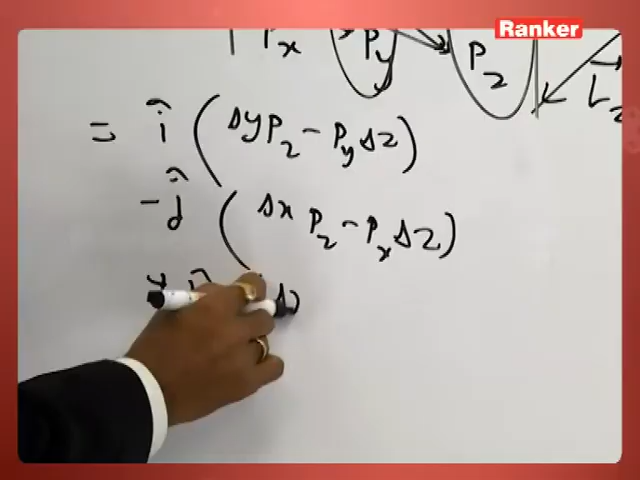 Ranker
P_x P_y P_z L_z
= î (Δy P_z - P_y Δz)
- ĵ (Δx P_z - P_x Δz)